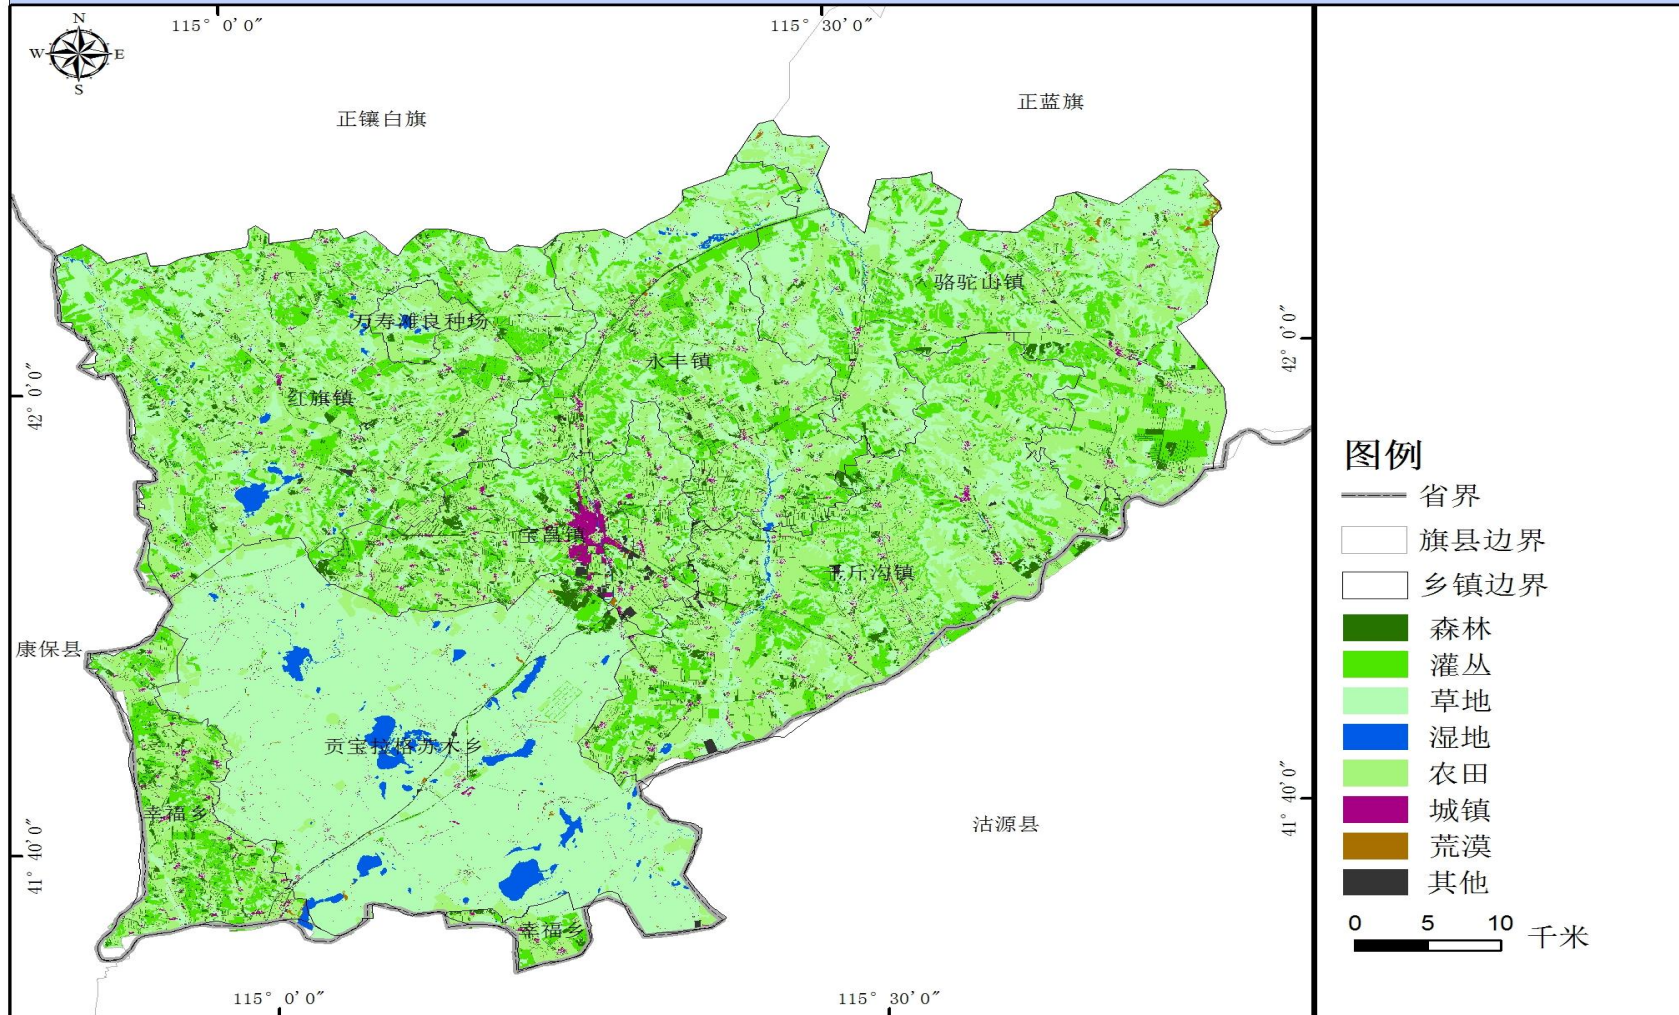 115° 0′0″
115° 30′0″
N
W
E
S
正镶白旗
正蓝旗
骆驼山镇
万寿滩良种场
永丰镇
42° 0′0″
42° 0′0″
红旗镇
宝昌镇
千斤沟镇
康保县
贡宝拉格苏木乡
幸福乡
沽源县
41° 40′0″
41° 40′0″
幸福乡
115° 0′0″
115° 30′0″
图例
省界
旗县边界
乡镇边界
森林
灌丛
草地
湿地
农田
城镇
荒漠
其他
0 5 10 千米